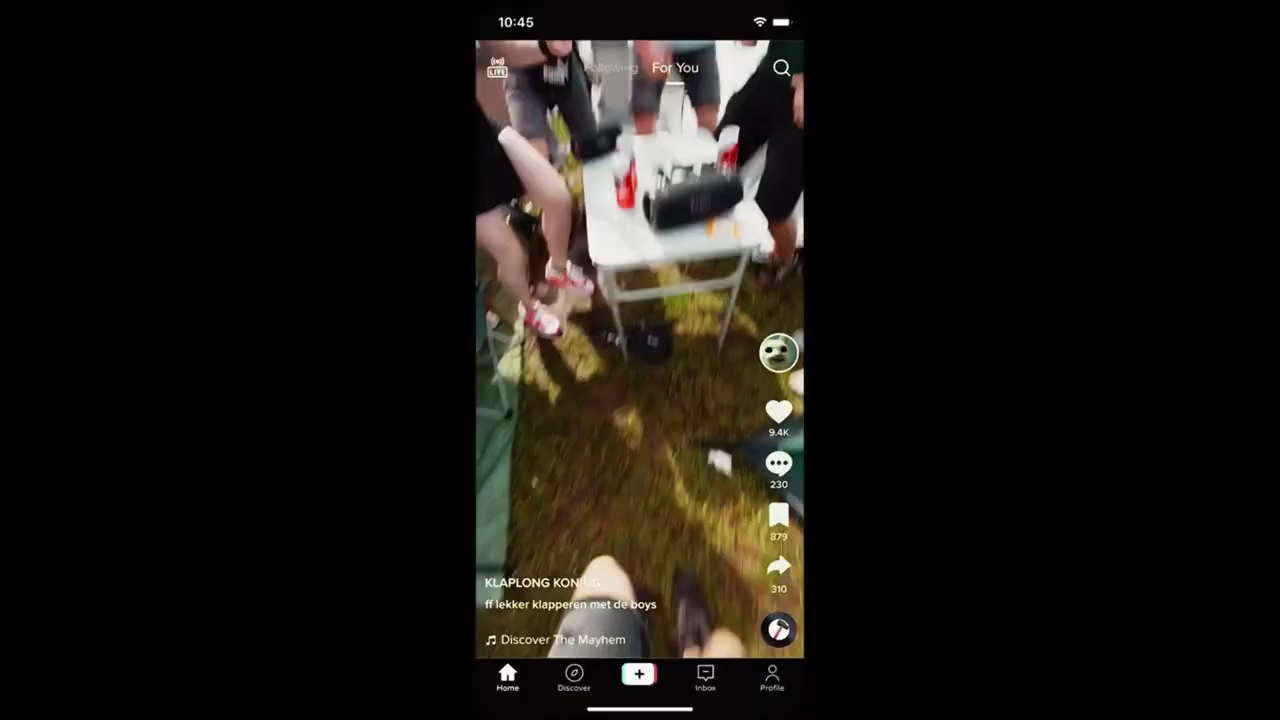 10:45
LIVE
Following
For You
9.4K
230
879
310
KLAPLONG KONING
ff lekker klapperen met de boys
Discover The Mayhem
Home
Discover
Inbox
Profile